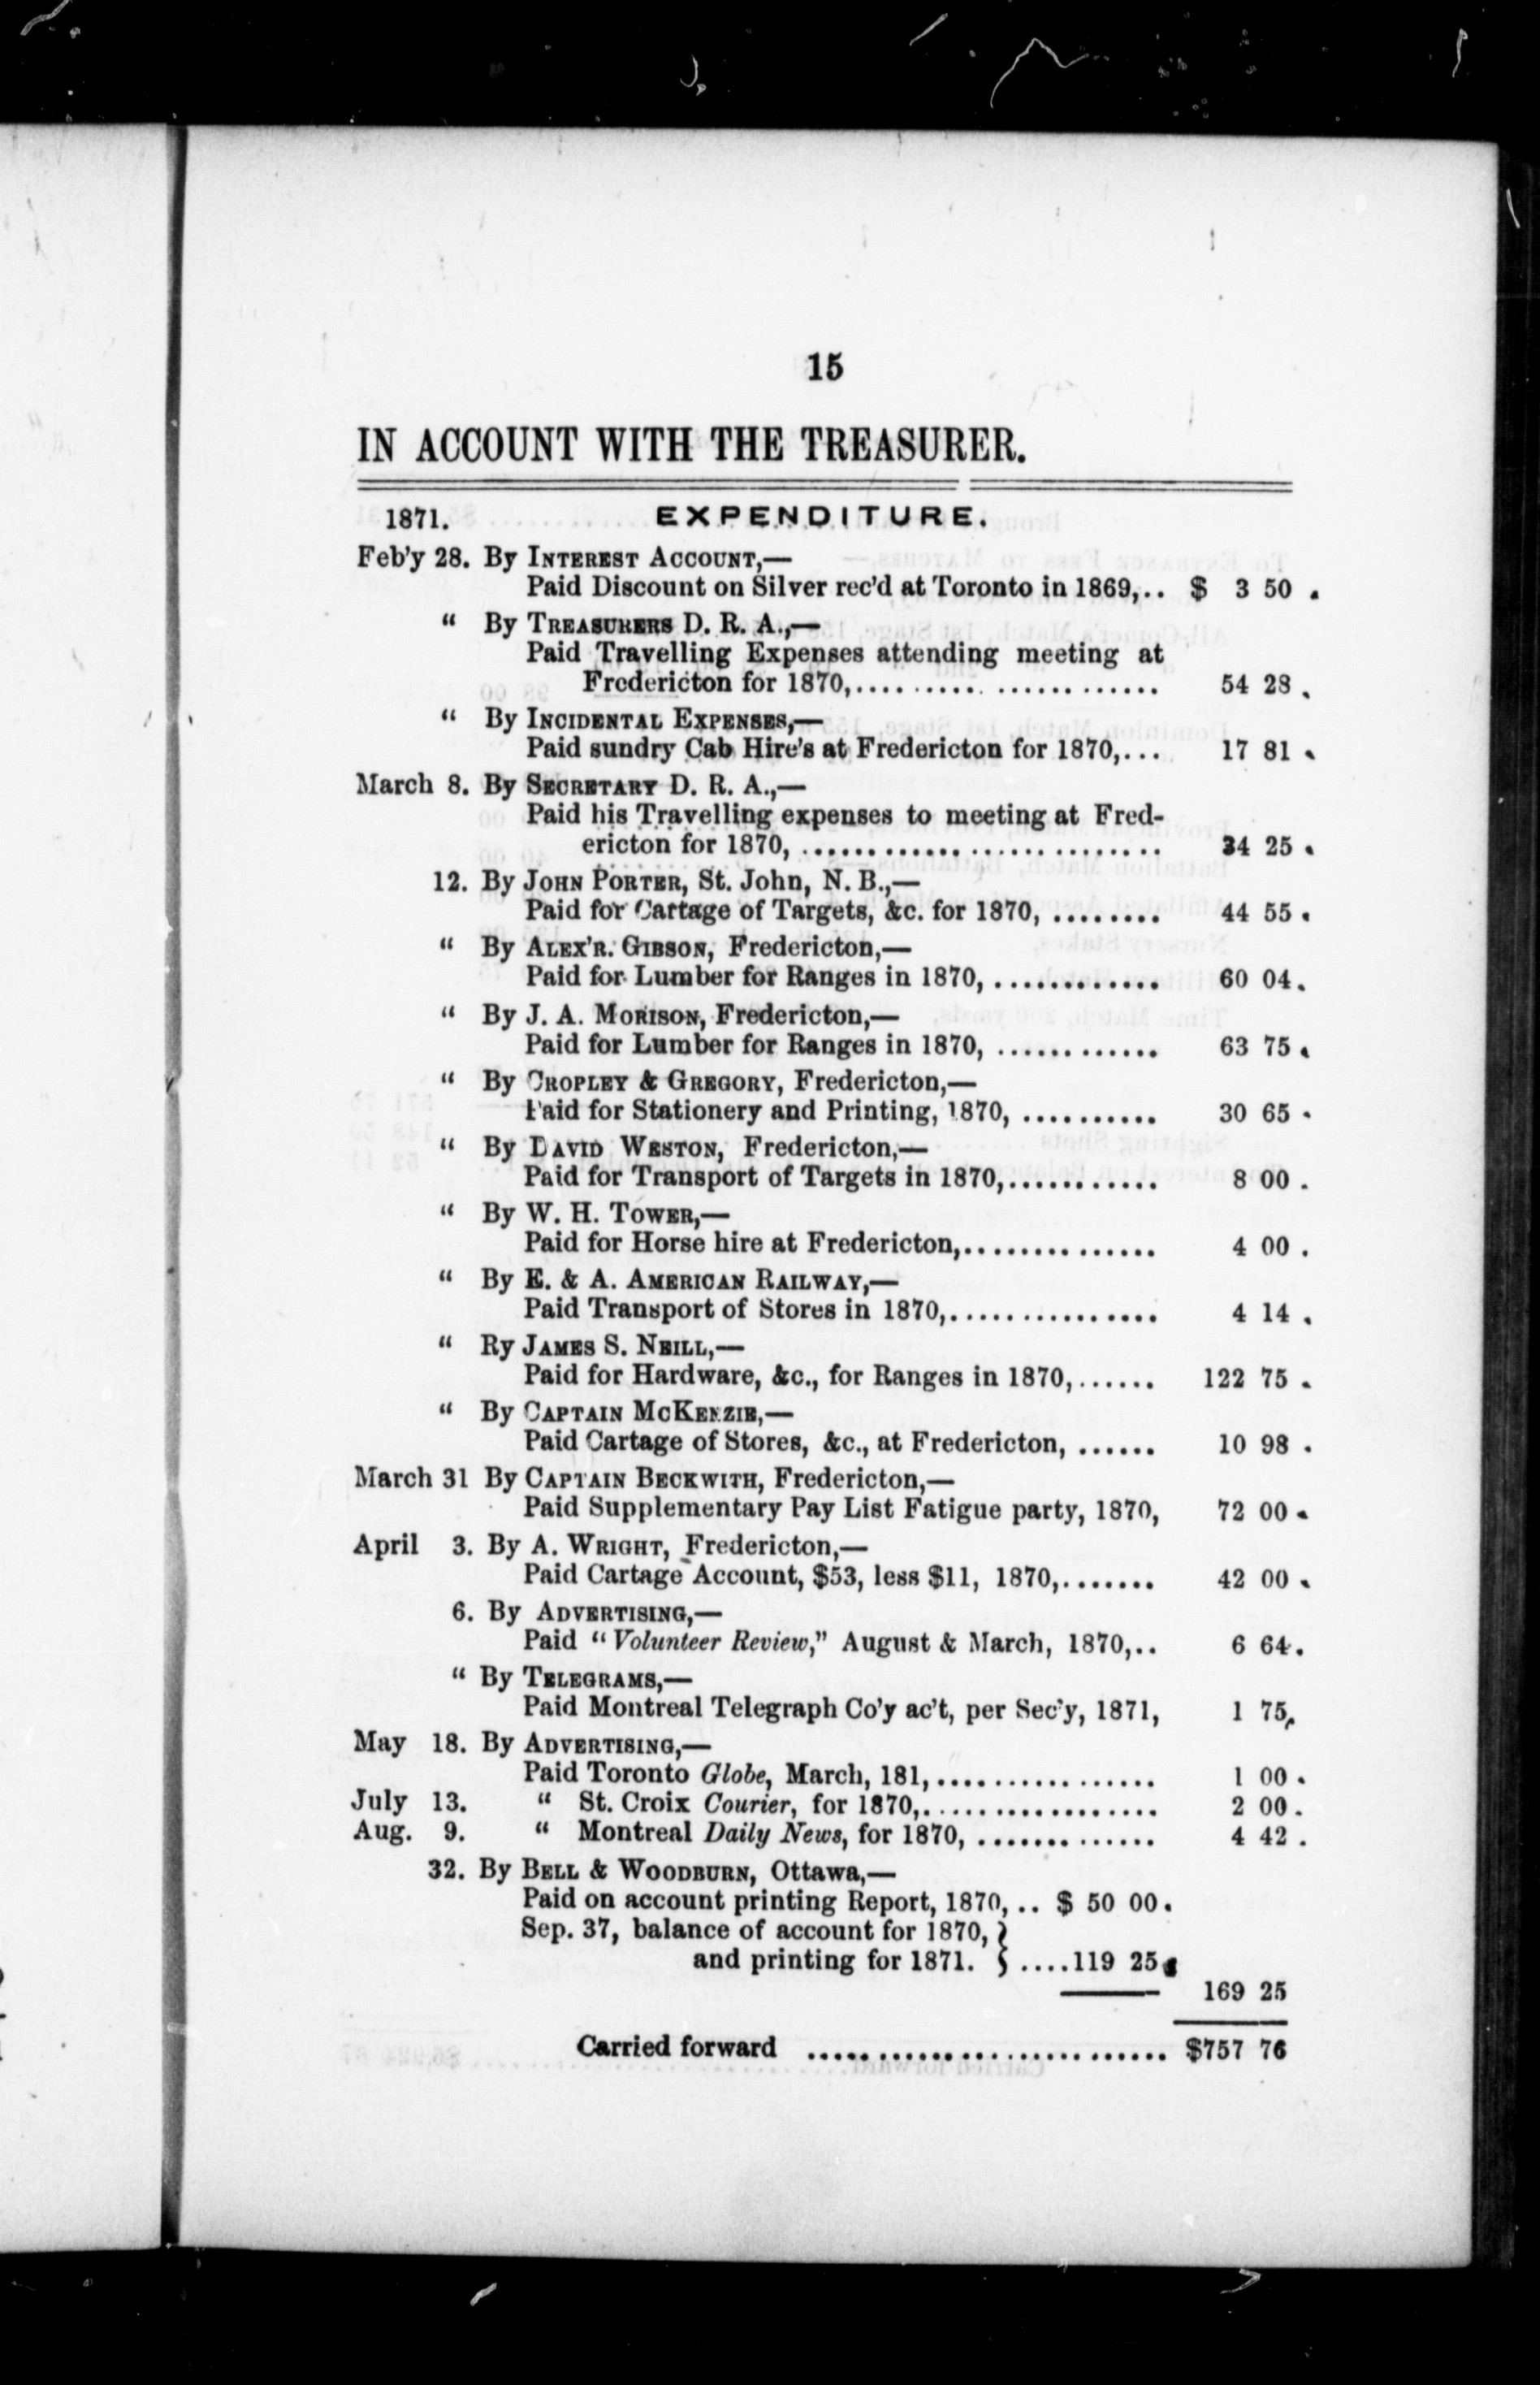 15
IN ACCOUNT WITH THE TREASURER.
1871. EXPENDITURE.
Feb'y 28. By INTEREST ACCOUNT,—
Paid Discount on Silver rec'd at Toronto in 1869,.. $ 3 50
" By TREASURERS D. R. A.,—
Paid Travelling Expenses attending meeting at
Fredericton for 1870,........................ 54 28
" By INCIDENTAL EXPENSES,—
Paid sundry Cab Hire's at Fredericton for 1870,... 17 81
March 8. By SECRETARY D. R. A.,—
Paid his Travelling expenses to meeting at Fred-
ericton for 1870, ............................ 34 25
12. By JOHN PORTER, St. John, N. B.,—
Paid for Cartage of Targets, &c. for 1870, ........ 44 55
" By ALEX'R. GIBSON, Fredericton,—
Paid for Lumber for Ranges in 1870, ............ 60 04
" By J. A. MORISON, Fredericton,—
Paid for Lumber for Ranges in 1870, ............ 63 75
" By CROPLEY & GREGORY, Fredericton,—
Paid for Stationery and Printing, 1870, .......... 30 65
" By DAVID WESTON, Fredericton,—
Paid for Transport of Targets in 1870,............ 8 00
" By W. H. TOWER,—
Paid for Horse hire at Fredericton,............... 4 00
" By E. & A. AMERICAN RAILWAY,—
Paid Transport of Stores in 1870,................ 4 14
" Ry JAMES S. NEILL,—
Paid for Hardware, &c., for Ranges in 1870,...... 122 75
" By CAPTAIN MCKENZIE,—
Paid Cartage of Stores, &c., at Fredericton, ...... 10 98
March 31 By CAPTAIN BECKWITH, Fredericton,—
Paid Supplementary Pay List Fatigue party, 1870, 72 00
April 3. By A. WRIGHT, Fredericton,—
Paid Cartage Account, $53, less $11, 1870,....... 42 00
6. By ADVERTISING,—
Paid "Volunteer Review," August & March, 1870,.. 6 64
" By TELEGRAMS,—
Paid Montreal Telegraph Co'y ac't, per Sec'y, 1871, 1 75
May 18. By ADVERTISING,—
Paid Toronto Globe, March, 181,................. 1 00
July 13. " St. Croix Courier, for 1870,.................. 2 00
Aug. 9. " Montreal Daily News, for 1870, ............. 4 42
32. By BELL & WOODBURN, Ottawa,—
Paid on account printing Report, 1870, .. $ 50 00
Sep. 37, balance of account for 1870, }
and printing for 1871. } ....119 25
169 25
Carried forward ............................ $757 76